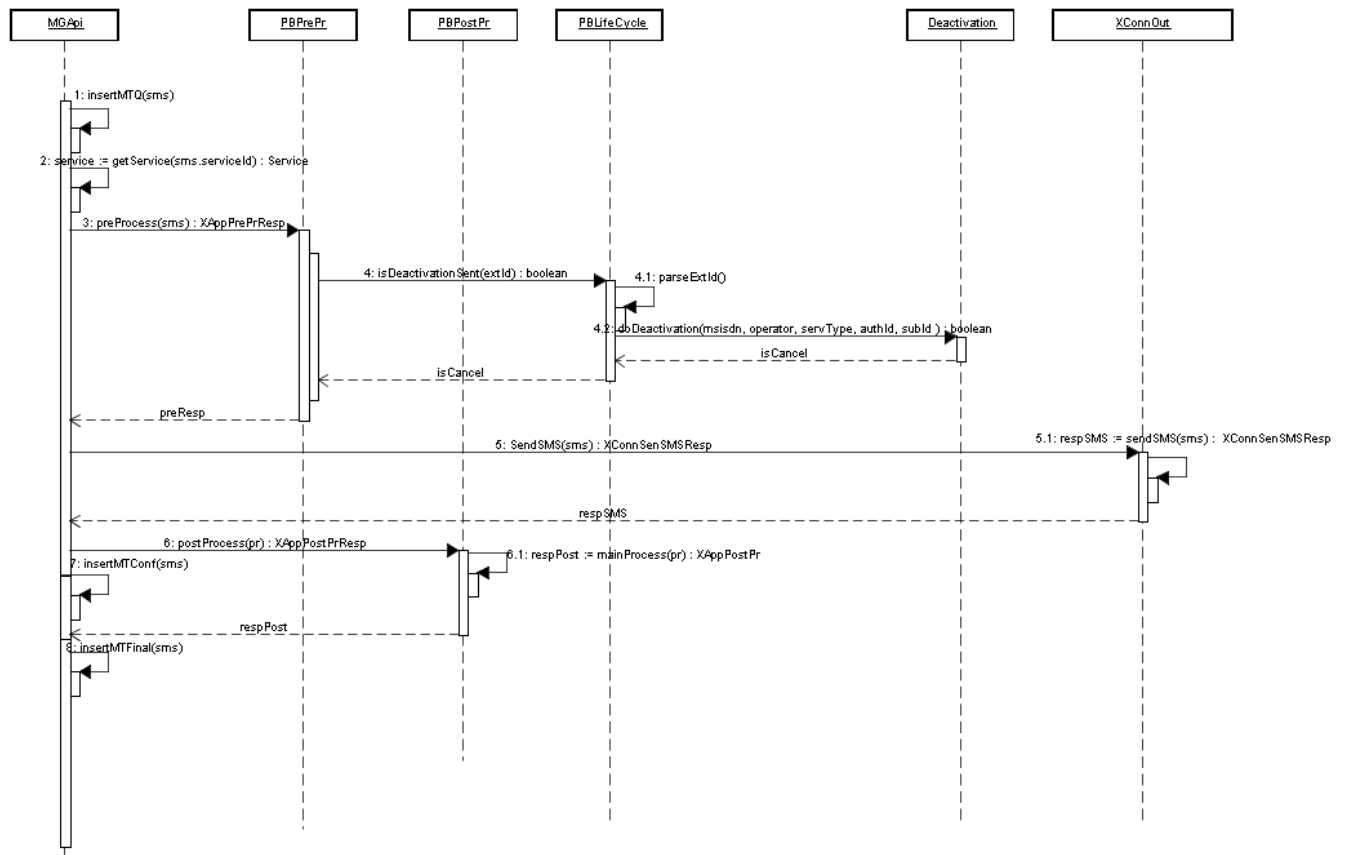 MGApi
PBPrePr
PBPostPr
PBLifeCycle
Deactivation
XConnOut
1: insertMTQ(sms)
2: service := getService(sms.serviceId) : Service
3: preProcess(sms) : XAppPrePrResp
4: isDeactivationSent(extId) : boolean
4.1: parseExtId()
4.2: doDeactivation(msisdn, operator, servType, authId, subId ) : boolean
isCancel
isCancel
preResp
5: SendSMS(sms) : XConnSenSMSResp
5.1: respSMS := sendSMS(sms) : XConnSenSMSResp
respSMS
6: postProcess(pr) : XAppPostPrResp
6.1: respPost := mainProcess(pr) : XAppPostPr
7: insertMTConf(sms)
respPost
8: insertMTFinal(sms)